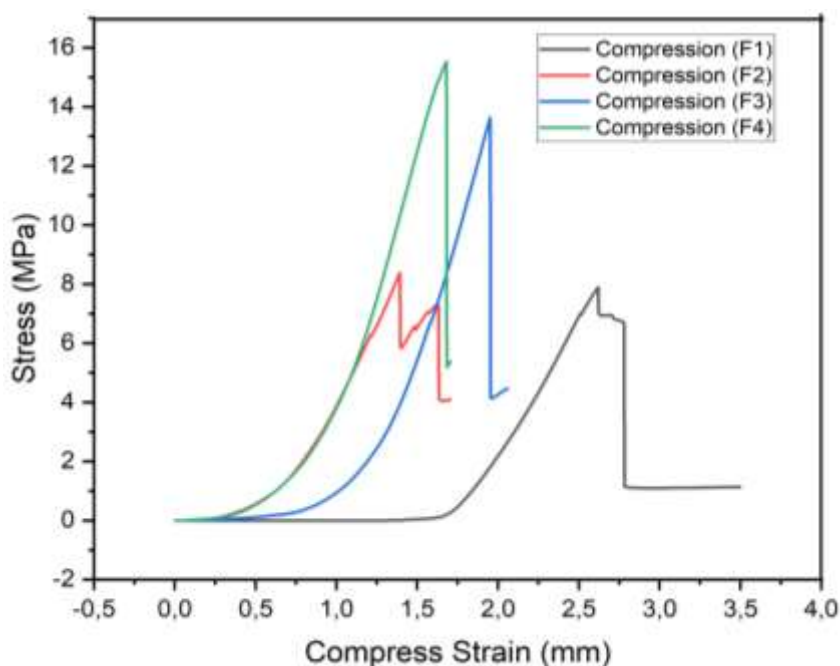 Compression (F1)
Compression (F2)
Compression (F3)
Compression (F4)
16
14
12
10
8
6
4
2
0
-2
Stress (MPa)
-0,5 0,0 0,5 1,0 1,5 2,0 2,5 3,0 3,5 4,0
Compress Strain (mm)